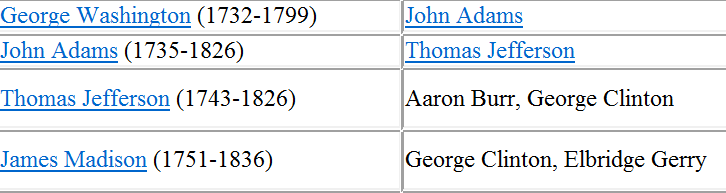 George Washington (1732-1799) John Adams
John Adams (1735-1826) Thomas Jefferson
Thomas Jefferson (1743-1826) Aaron Burr, George Clinton
James Madison (1751-1836) George Clinton, Elbridge Gerry